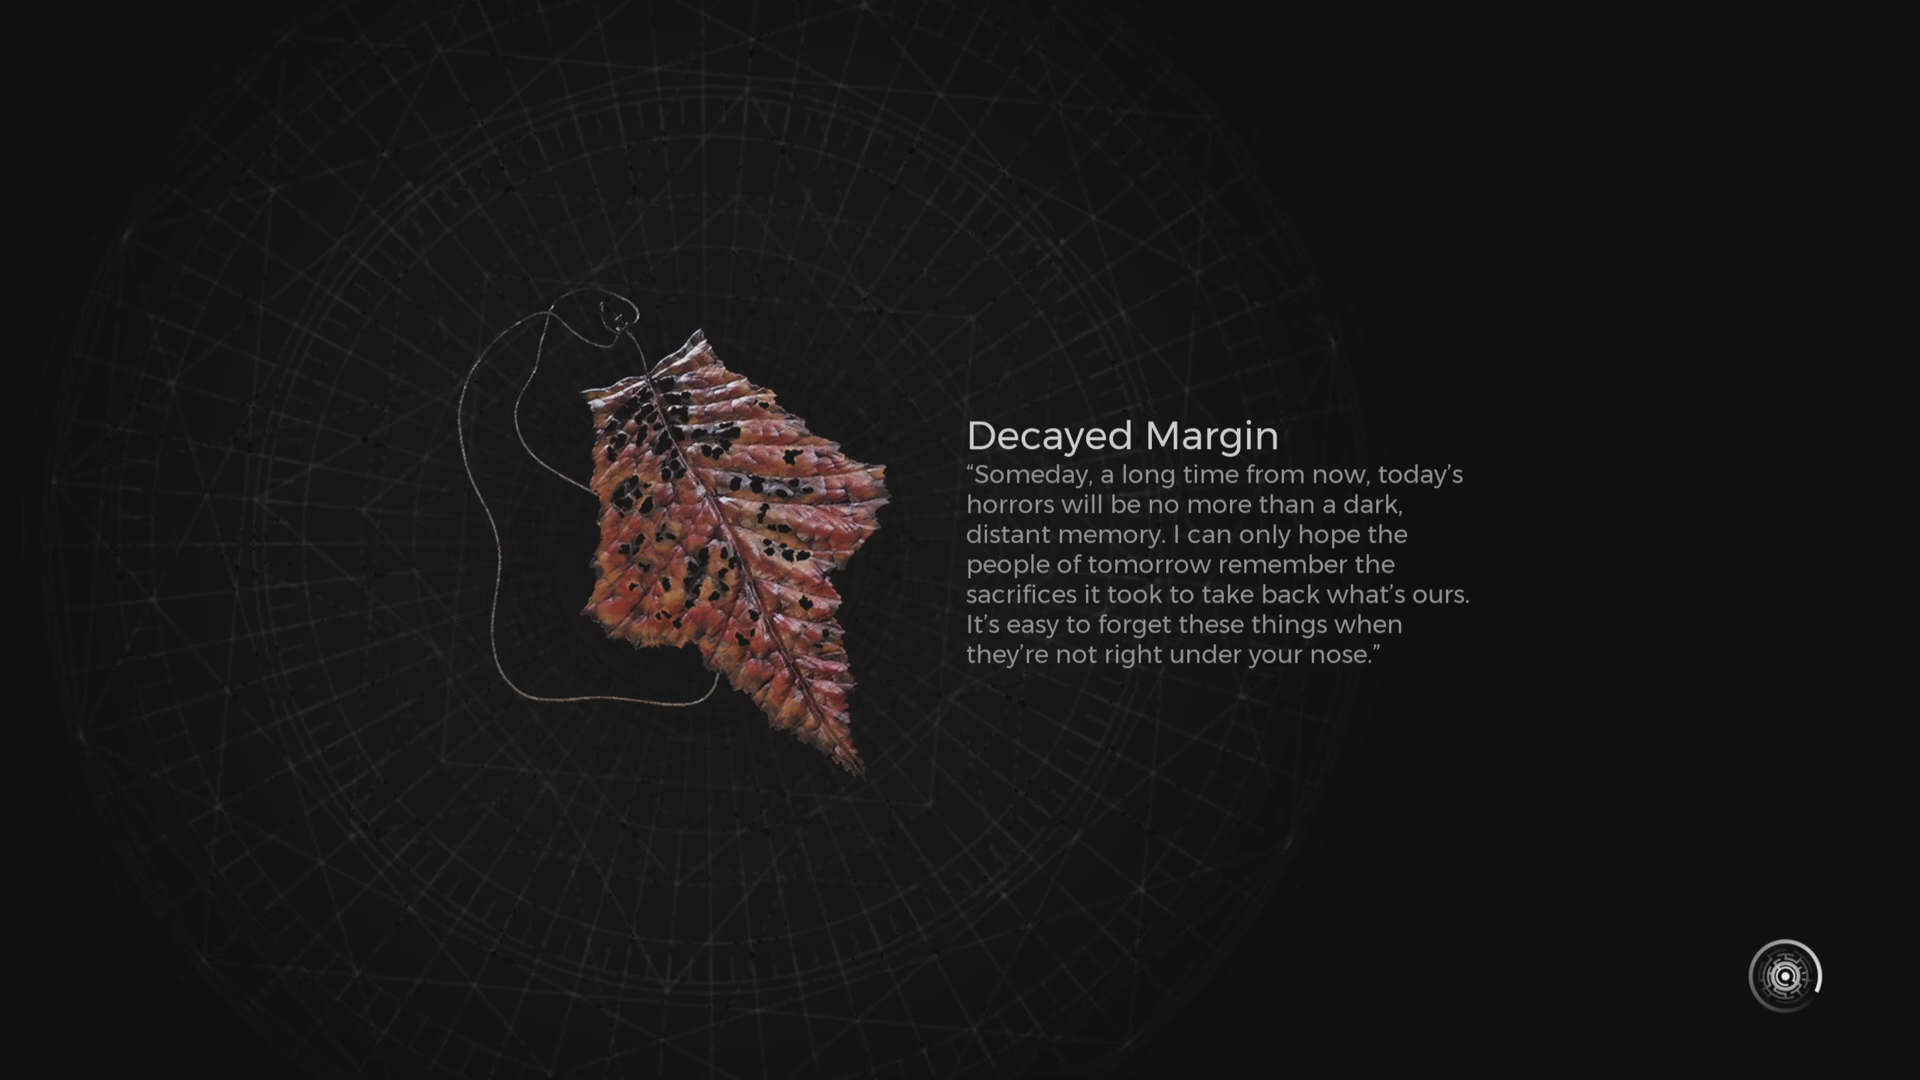 Decayed Margin
“Someday, a long time from now, today’s
horrors will be no more than a dark,
distant memory. I can only hope the
people of tomorrow remember the
sacrifices it took to take back what’s ours.
It’s easy to forget these things when
they’re not right under your nose.”